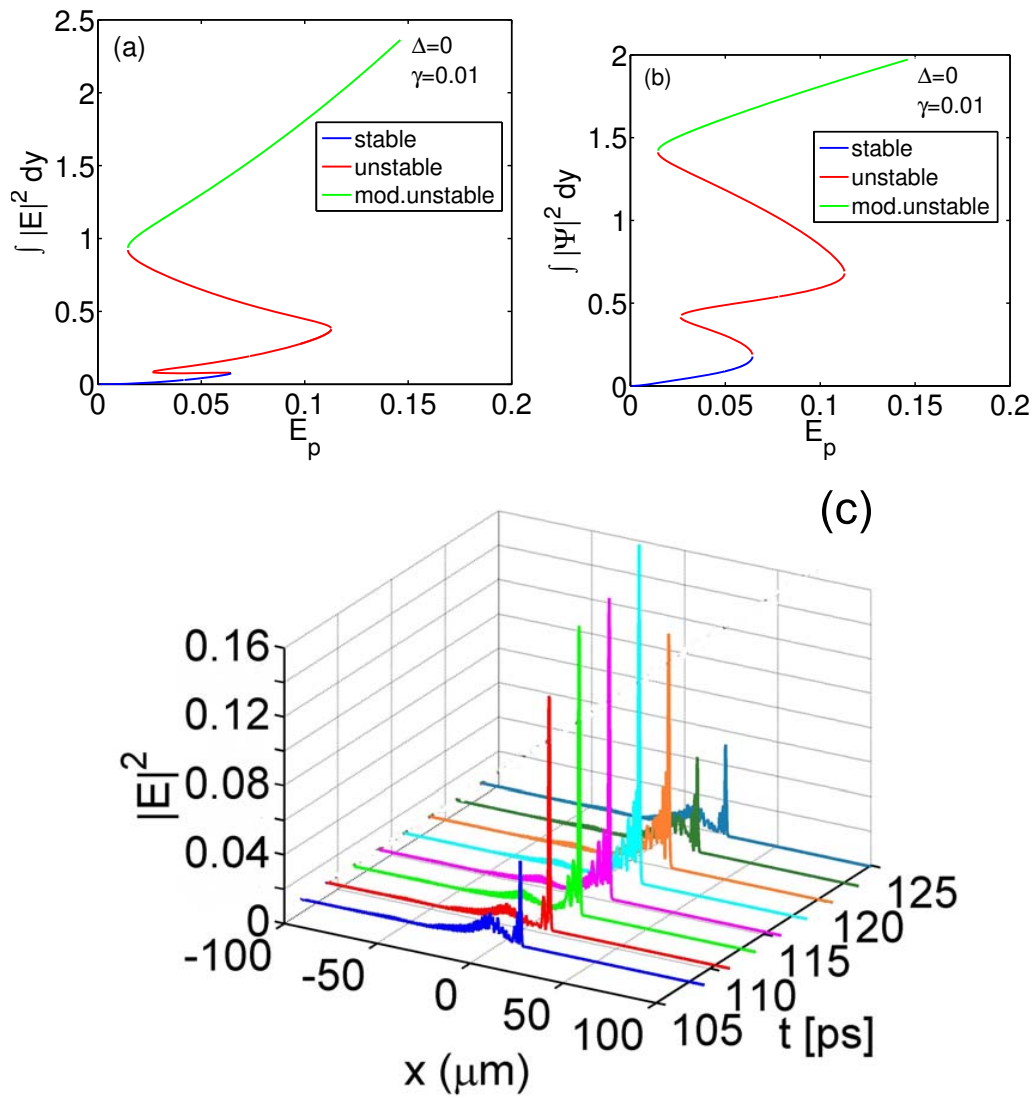 (a)
Δ=0
γ=0.01
stable
unstable
mod.unstable
∫ |E|² dy
2.5
2
1.5
1
0.5
0
0 0.05 0.1 0.15 0.2
E_p
(b)
Δ=0
γ=0.01
stable
unstable
mod.unstable
∫ |Ψ|² dy
2
1.5
1
0.5
0
0 0.05 0.1 0.15 0.2
E_p
(c)
|E|²
0.16
0.12
0.08
0.04
0
-100 -50 0 50 100
x (μm)
105 110 115 120 125
t [ps]